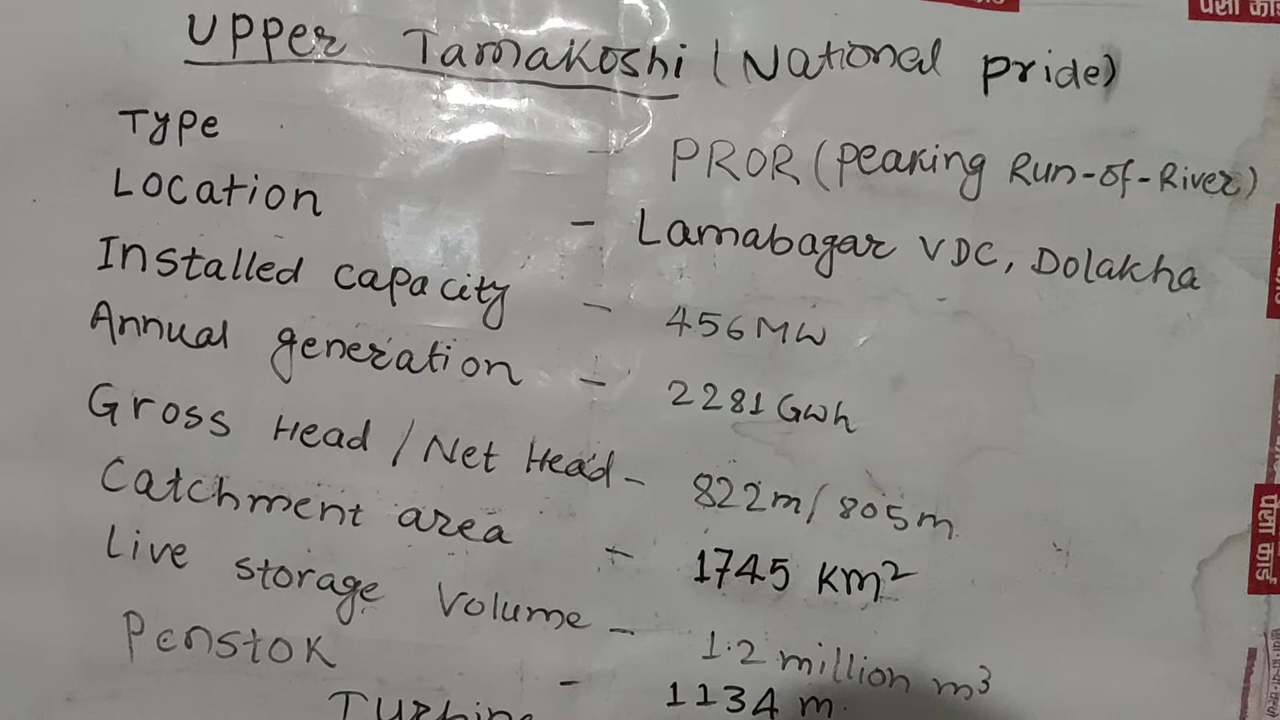 Upper Tamakoshi (National pride)
Type - PROR (Peaking Run-of-River)
Location - Lamabagar VDC, Dolakha
Installed capacity - 456MW
Annual generation - 2281 Gwh
Gross Head / Net Head - 822m/ 805m
Catchment area - 1745 km²
Live storage Volume - 1.2 million m³
Penstok - 1134 m.